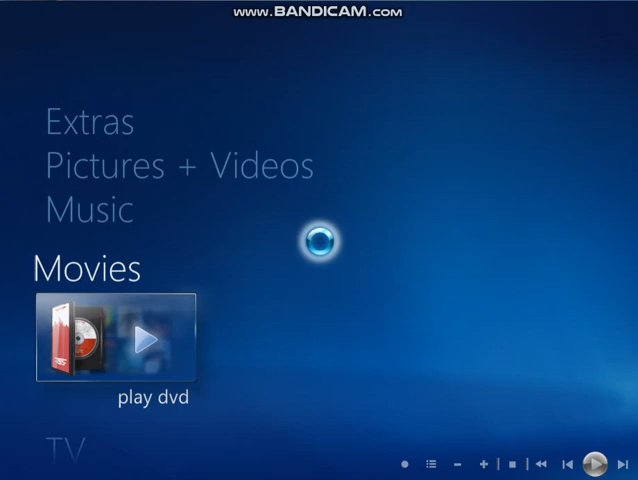 www.BANDICAM.com
Extras
Pictures + Videos
Music
Movies
play dvd
TV